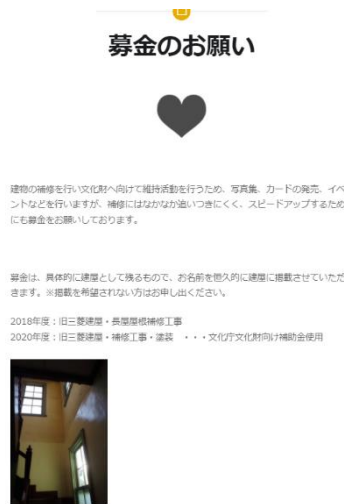 募金のお願い
建物の補修を行い文化財へ向けて維持活動を行うため、写真集、カードの発売、イベ
ントなどを行いますが、補修にはなかなか追いつきにくく、スピードアップするため
にも募金をお願いしております。
募金は、具体的に建屋として残るもので、お名前を恒久的に建屋に掲載させていただ
きます。※掲載を希望されない方はお申し出ください。
2018年度：旧三菱建屋・長屋屋根補修工事
2020年度：旧三菱建屋・補修工事・塗装　・・・文化庁文化財向け補助金使用